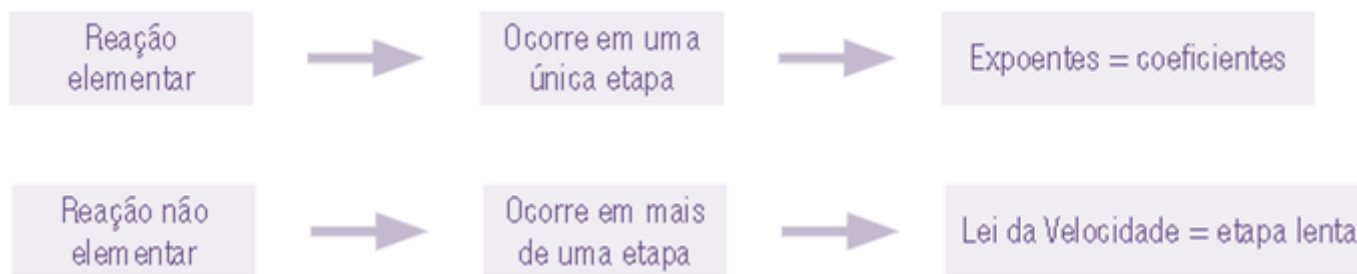 Reação
elementar
Ocorre em uma
única etapa
Expoentes = coeficientes
Reação não
elementar
Ocorre em mais
de uma etapa
Lei da Velocidade = etapa lenta